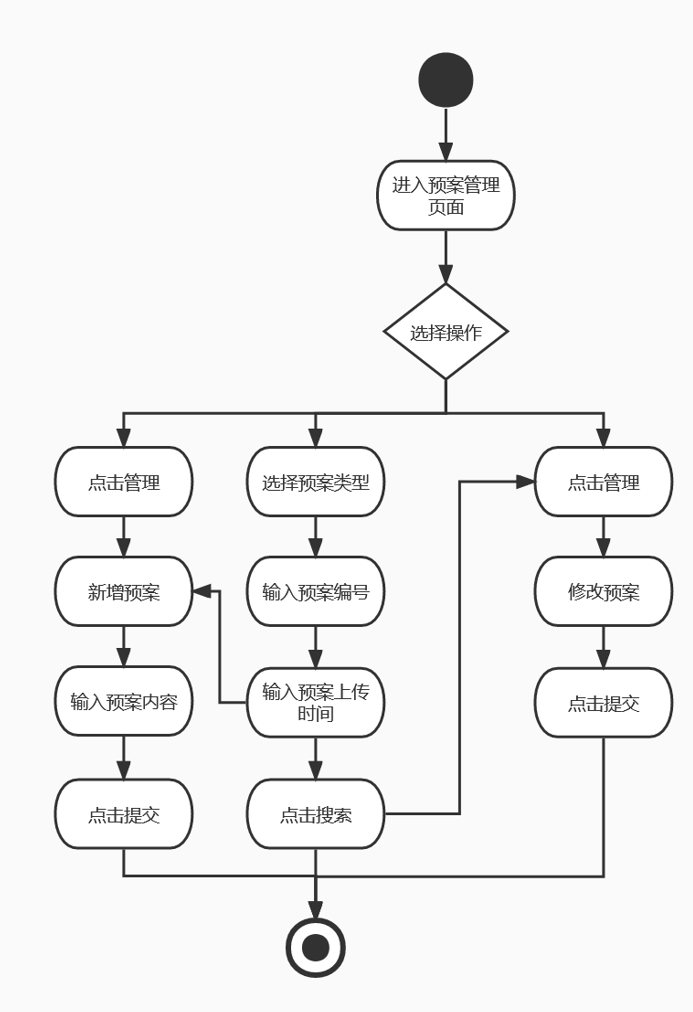 进入预案管理
页面
选择操作
点击管理
选择预案类型
点击管理
新增预案
输入预案编号
修改预案
输入预案内容
输入预案上传
时间
点击提交
点击提交
点击搜索